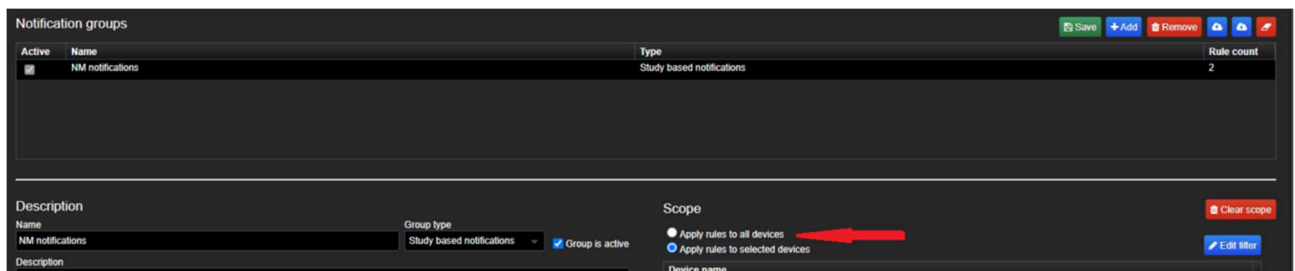 Notification groups
Save Add Remove
Active Name Type Rule count
NM notifications Study based notifications 2
Description
Name Group type
NM notifications Study based notifications Group is active
Description
Scope
Clear scope
Apply rules to all devices
Apply rules to selected devices
Edit filter
Device name